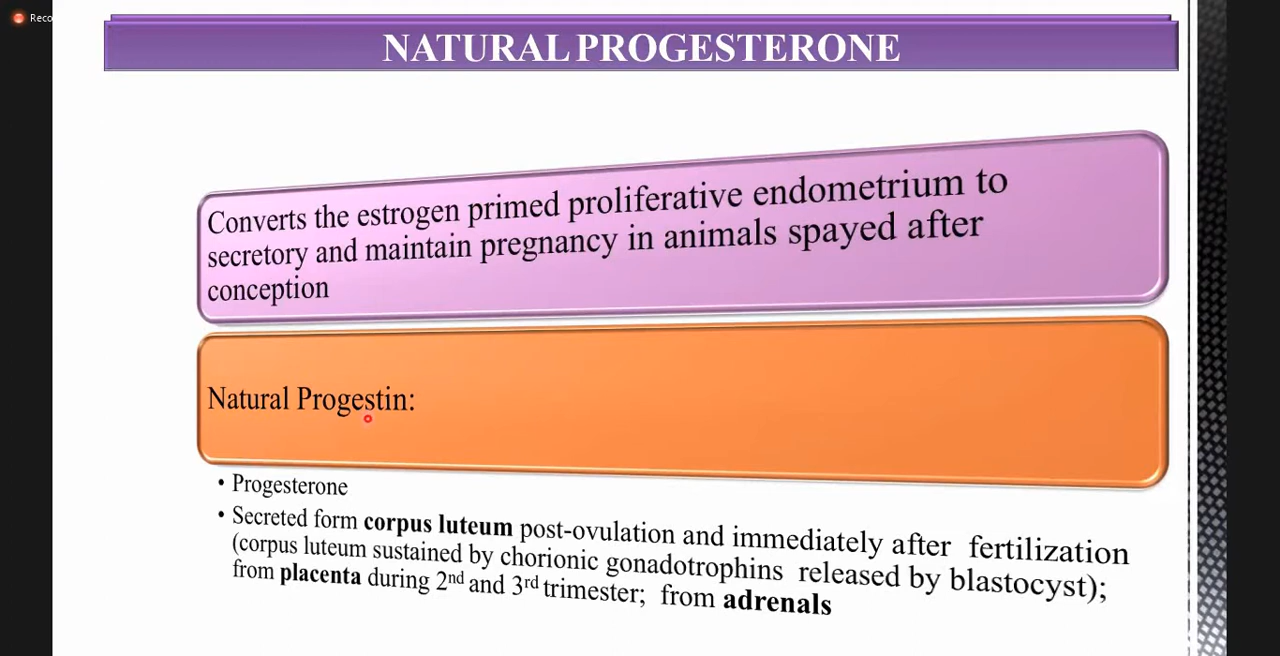 Reco
NATURAL PROGESTERONE
Converts the estrogen primed proliferative endometrium to
secretory and maintain pregnancy in animals spayed after
conception
Natural Progestin:
• Progesterone
• Secreted form corpus luteum post-ovulation and immediately after fertilization
(corpus luteum sustained by chorionic gonadotrophins released by blastocyst);
from placenta during 2nd and 3rd trimester; from adrenals